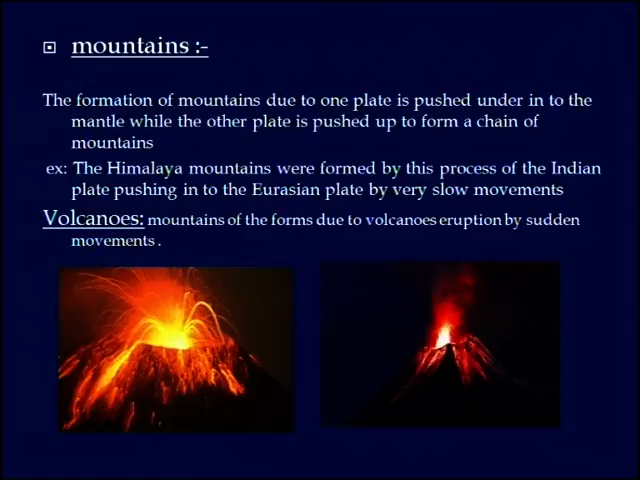 mountains :-
The formation of mountains due to one plate is pushed under in to the
mantle while the other plate is pushed up to form a chain of
mountains
ex: The Himalaya mountains were formed by this process of the Indian
plate pushing in to the Eurasian plate by very slow movements
Volcanoes: mountains of the forms due to volcanoes eruption by sudden
movements .